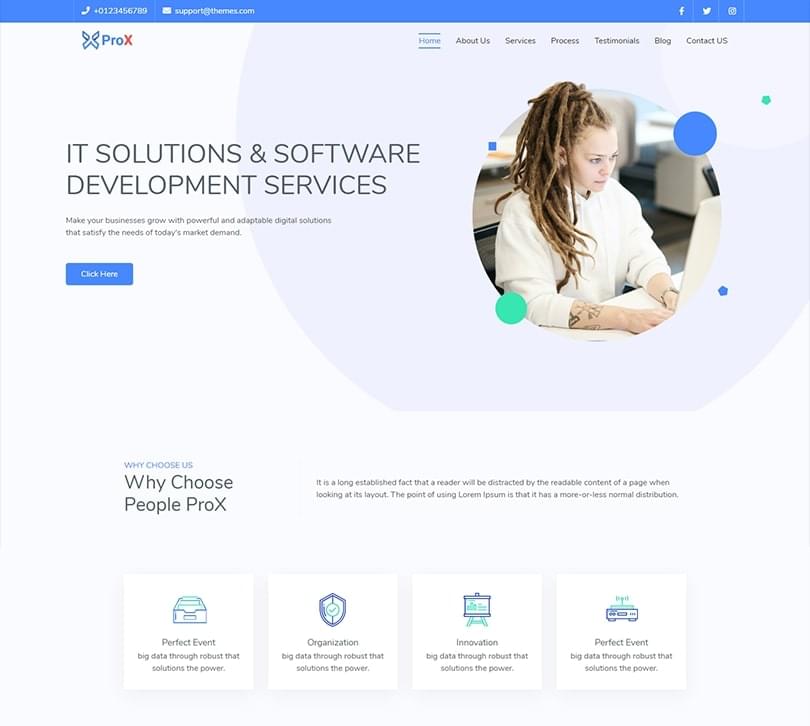 +0123456789 support@themes.com
ProX Home About Us Services Process Testimonials Blog Contact US
IT SOLUTIONS & SOFTWARE
DEVELOPMENT SERVICES
Make your businesses grow with powerful and adaptable digital solutions
that satisfy the needs of today's market demand.
Click Here
WHY CHOOSE US
Why Choose
People ProX
It is a long established fact that a reader will be distracted by the readable content of a page when
looking at its layout. The point of using Lorem Ipsum is that it has a more-or-less normal distribution.
Perfect Event
big data through robust that
solutions the power.
Organization
big data through robust that
solutions the power.
Innovation
big data through robust that
solutions the power.
Perfect Event
big data through robust that
solutions the power.